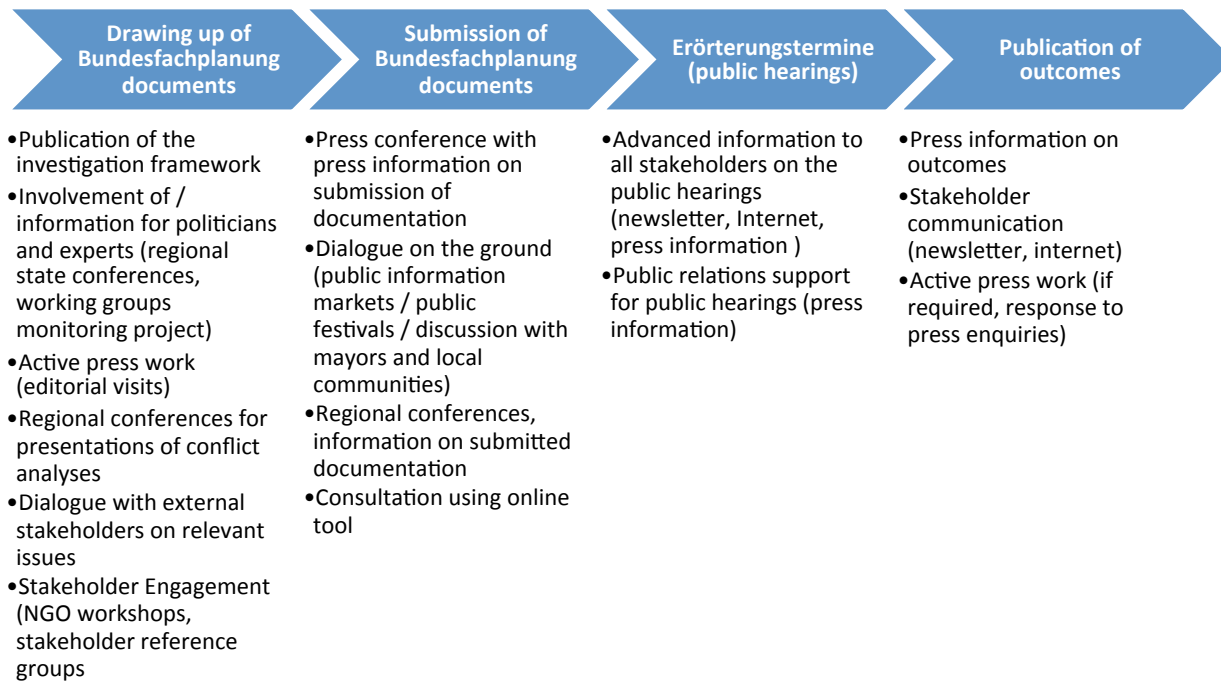 Drawing up of
Bundesfachplanung
documents
•Publication of the
investigation framework
•Involvement of /
information for politicians
and experts (regional
state conferences,
working groups
monitoring project)
•Active press work
(editorial visits)
•Regional conferences for
presentations of conflict
analyses
•Dialogue with external
stakeholders on relevant
issues
•Stakeholder Engagement
(NGO workshops,
stakeholder reference
groups
Submission of
Bundesfachplanung
documents
•Press conference with
press information on
submission of
documentation
•Dialogue on the ground
(public information
markets / public
festivals / discussion with
mayors and local
communities)
•Regional conferences,
information on submitted
documentation
•Consultation using online
tool
Erörterungstermine
(public hearings)
•Advanced information to
all stakeholders on the
public hearings
(newsletter, Internet,
press information )
•Public relations support
for public hearings (press
information)
Publication of
outcomes
•Press information on
outcomes
•Stakeholder
communication
(newsletter, internet)
•Active press work (if
required, response to
press enquiries)